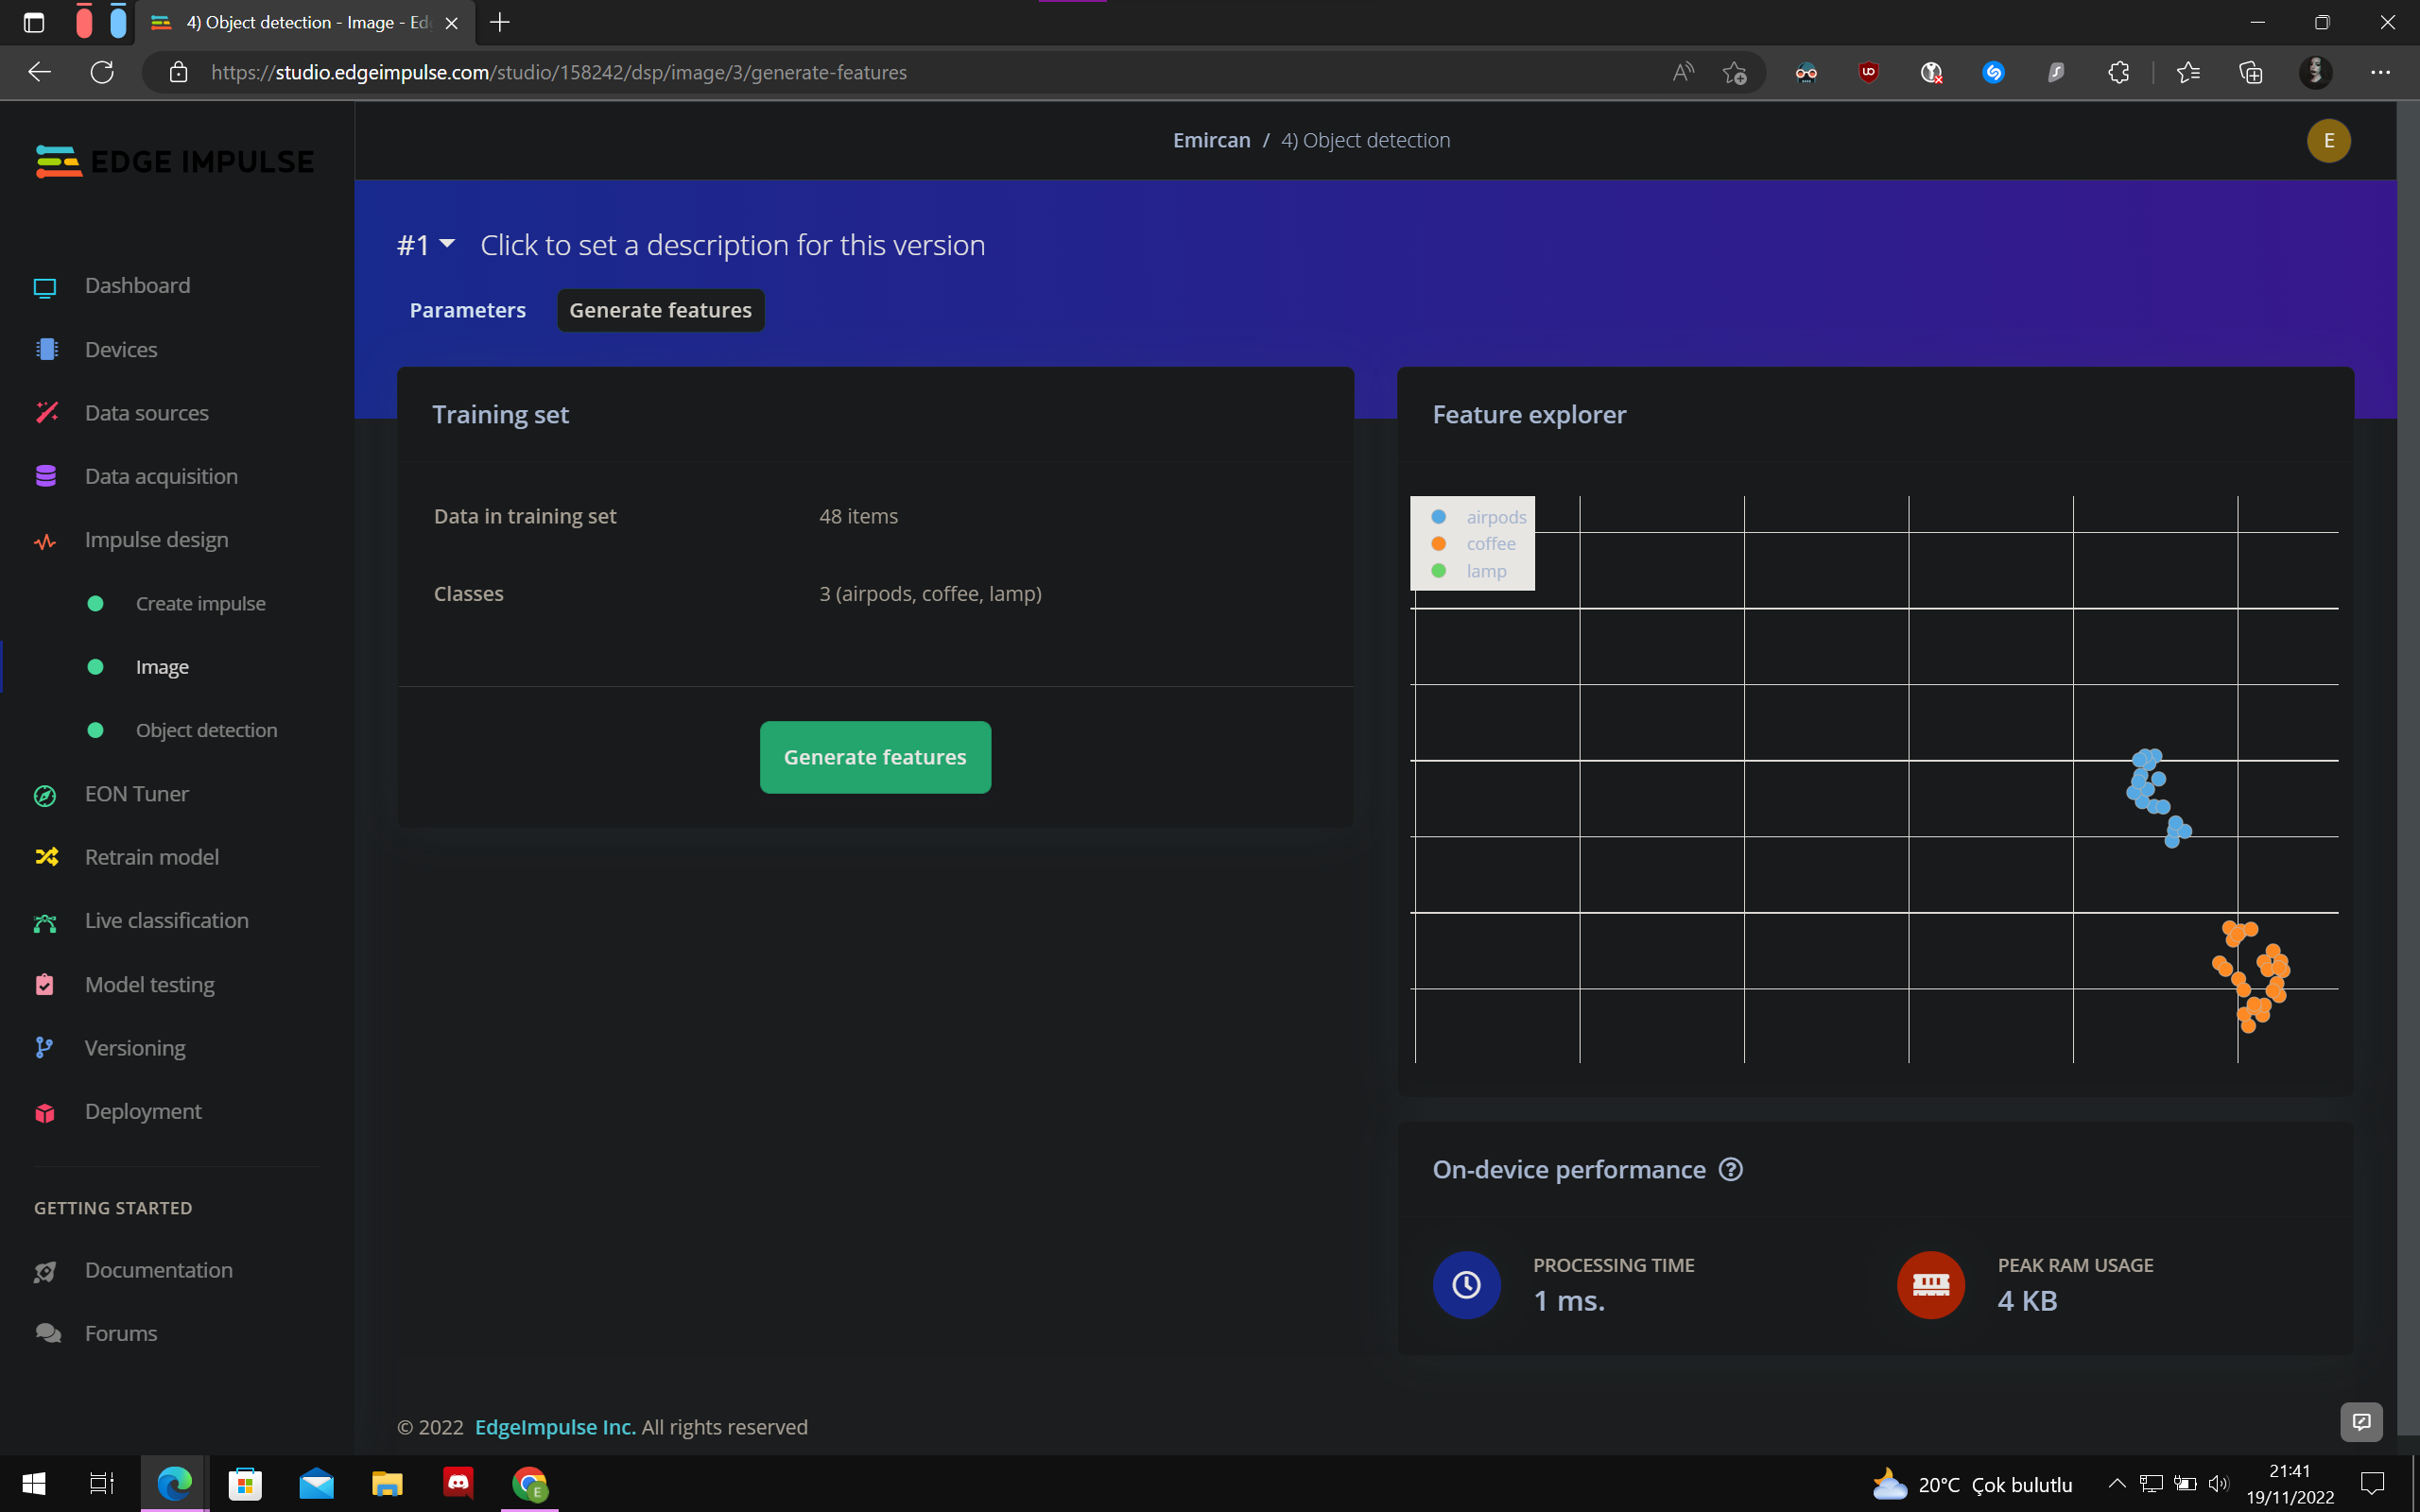 4) Object detection - Image - Ed
https://studio.edgeimpulse.com/studio/158242/dsp/image/3/generate-features
EDGE IMPULSE
Emircan / 4) Object detection
E
#1 Click to set a description for this version
Parameters
Generate features
Dashboard
Devices
Data sources
Data acquisition
Impulse design
Create impulse
Image
Object detection
EON Tuner
Retrain model
Live classification
Model testing
Versioning
Deployment
GETTING STARTED
Documentation
Forums
Training set
Data in training set 48 items
Classes 3 (airpods, coffee, lamp)
Generate features
Feature explorer
airpods
coffee
lamp
On-device performance
PROCESSING TIME
1 ms.
PEAK RAM USAGE
4 KB
© 2022 EdgeImpulse Inc. All rights reserved
20°C Çok bulutlu
21:41
19/11/2022